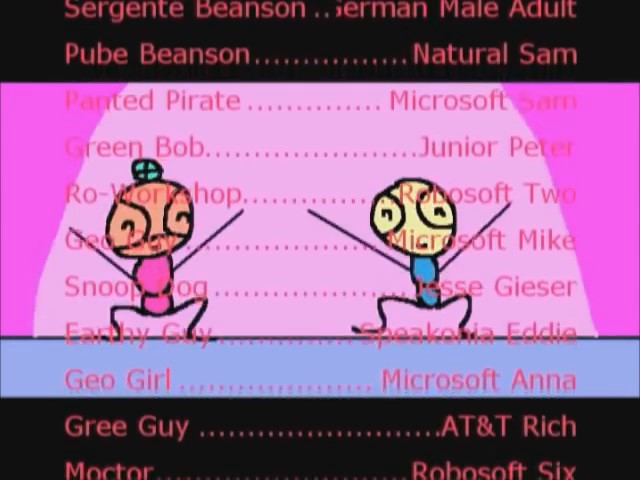 Sergente Beanson ..German Male Adult
Pube Beanson................Natural Sam
Panted Pirate .............. Microsoft Sam
Green Bob......................Junior Peter
Ro-Workshop................Robosoft Two
Geo Guy ......................Microsoft Mike
Snoop Dog ....................Jesse Gieser
Earthy Guy...............Speakonia Eddie
Geo Girl .................... Microsoft Anna
Gree Guy .........................AT&T Rich
Moctor..........................Robosoft Six